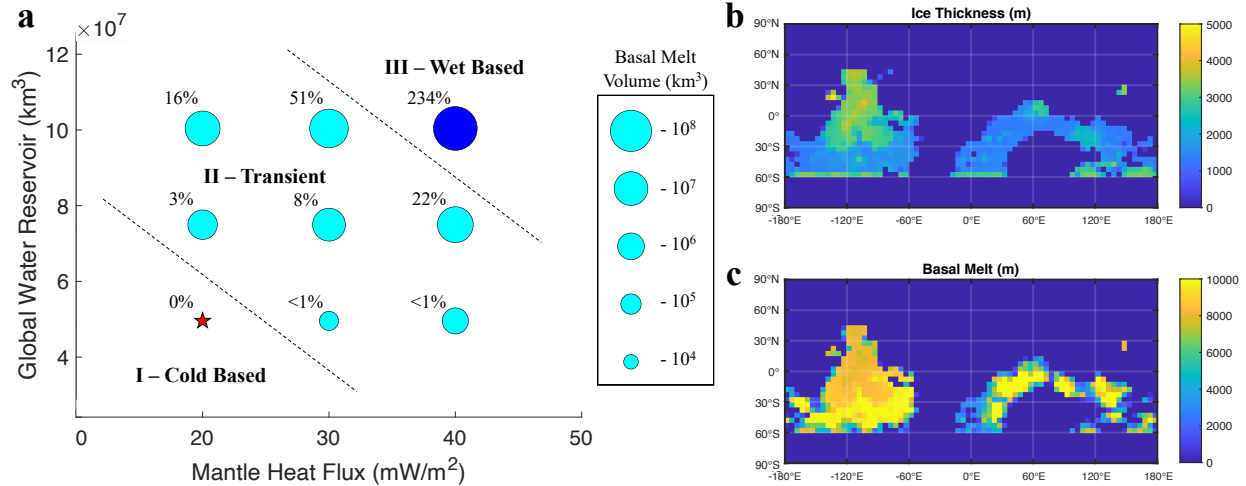 a
×10⁷
12
10
8
6
4
Global Water Reservoir (km³)
0
20
30
40
50
Mantle Heat Flux (mW/m²)
III – Wet Based
16%
51%
234%
II – Transient
3%
8%
22%
0%
<1%
<1%
I – Cold Based
Basal Melt
Volume (km³)
- 10⁸
- 10⁷
- 10⁶
- 10⁵
- 10⁴
b
Ice Thickness (m)
90°N
60°N
30°N
0°
30°S
60°S
90°S
-180°E
-120°E
-60°E
0°E
60°E
120°E
180°E
5000
4000
3000
2000
1000
0
c
Basal Melt (m)
90°N
60°N
30°N
0°
30°S
60°S
90°S
-180°E
-120°E
-60°E
0°E
60°E
120°E
180°E
10000
8000
6000
4000
2000
0